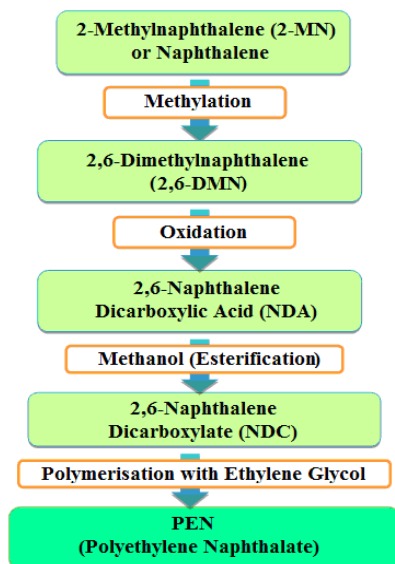 2-Methylnaphthalene (2-MN)
or Naphthalene
Methylation
2,6-Dimethylnaphthalene
(2,6-DMN)
Oxidation
2,6-Naphthalene
Dicarboxylic Acid (NDA)
Methanol (Esterification)
2,6-Naphthalene
Dicarboxylate (NDC)
Polymerisation with Ethylene Glycol
PEN
(Polyethylene Naphthalate)